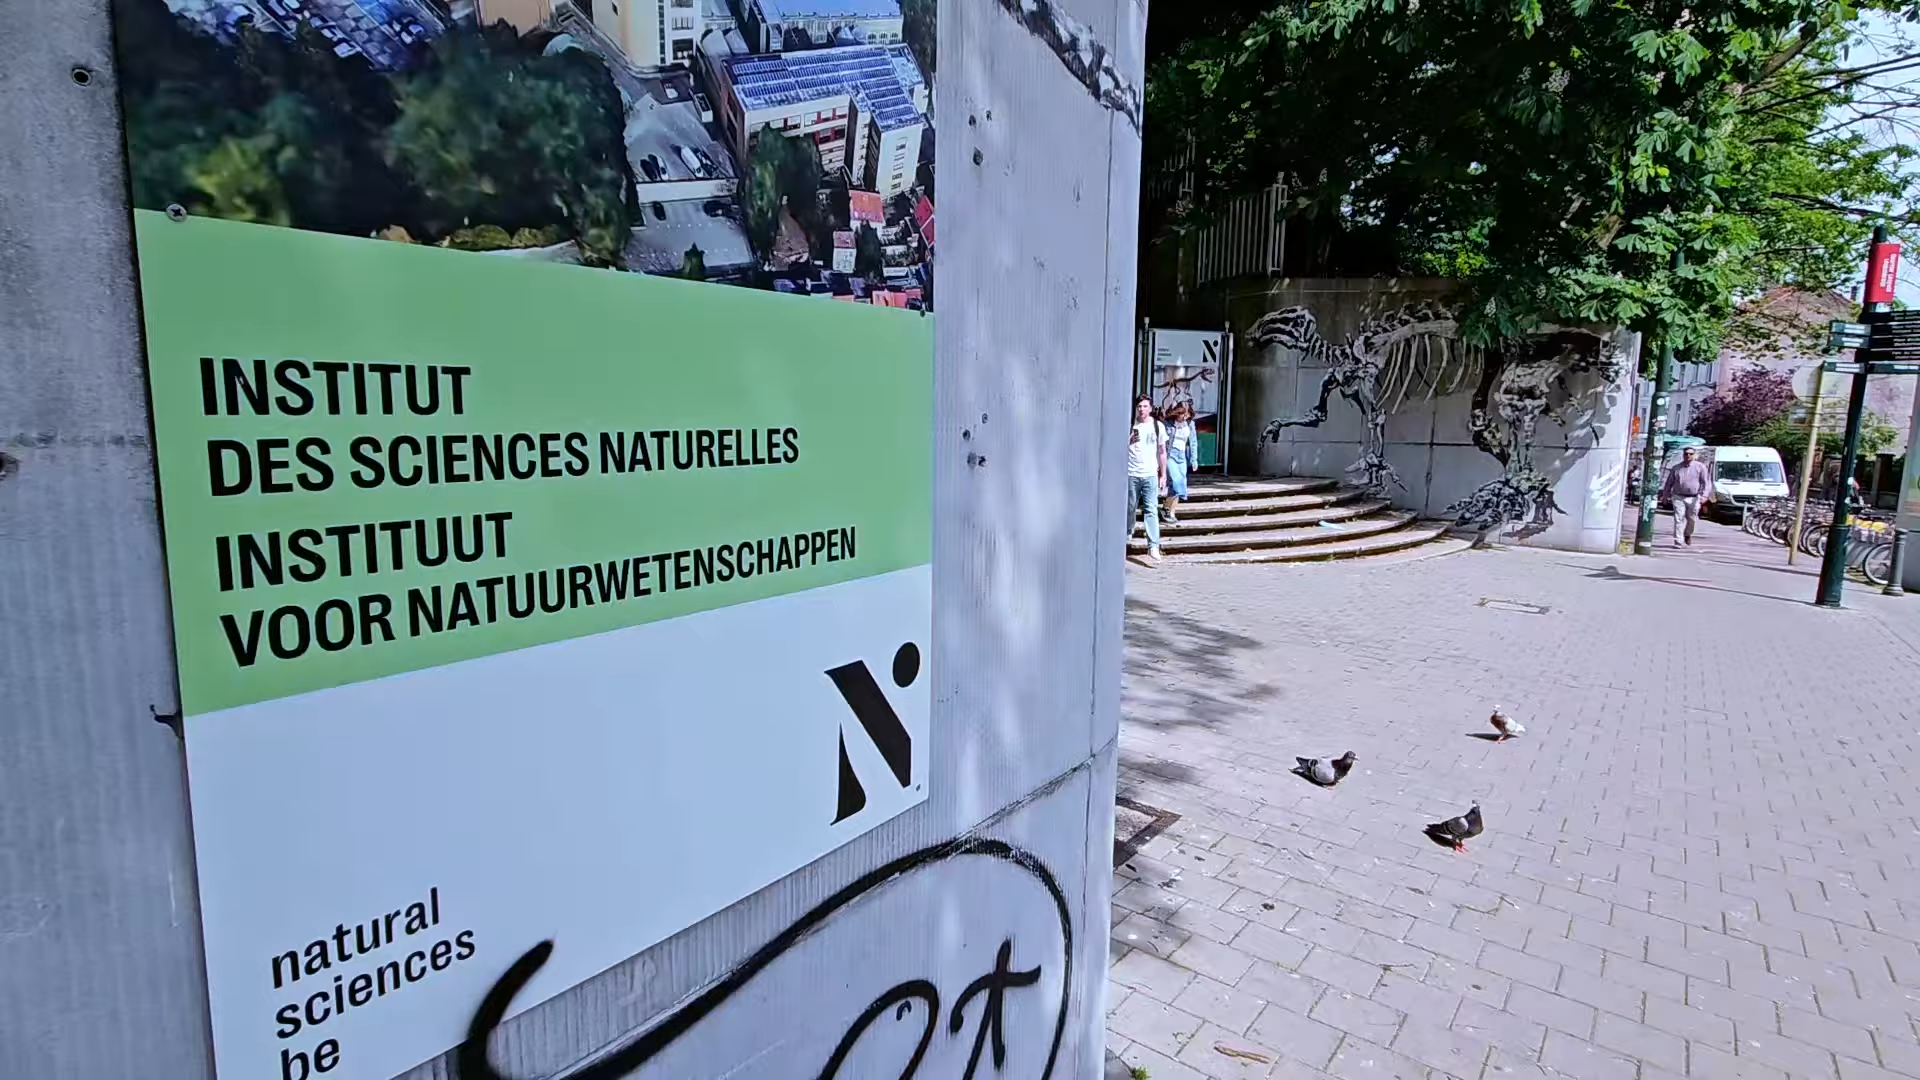 INSTITUT
DES SCIENCES NATURELLES
INSTITUUT
VOOR NATUURWETENSCHAPPEN
natural
sciences
be